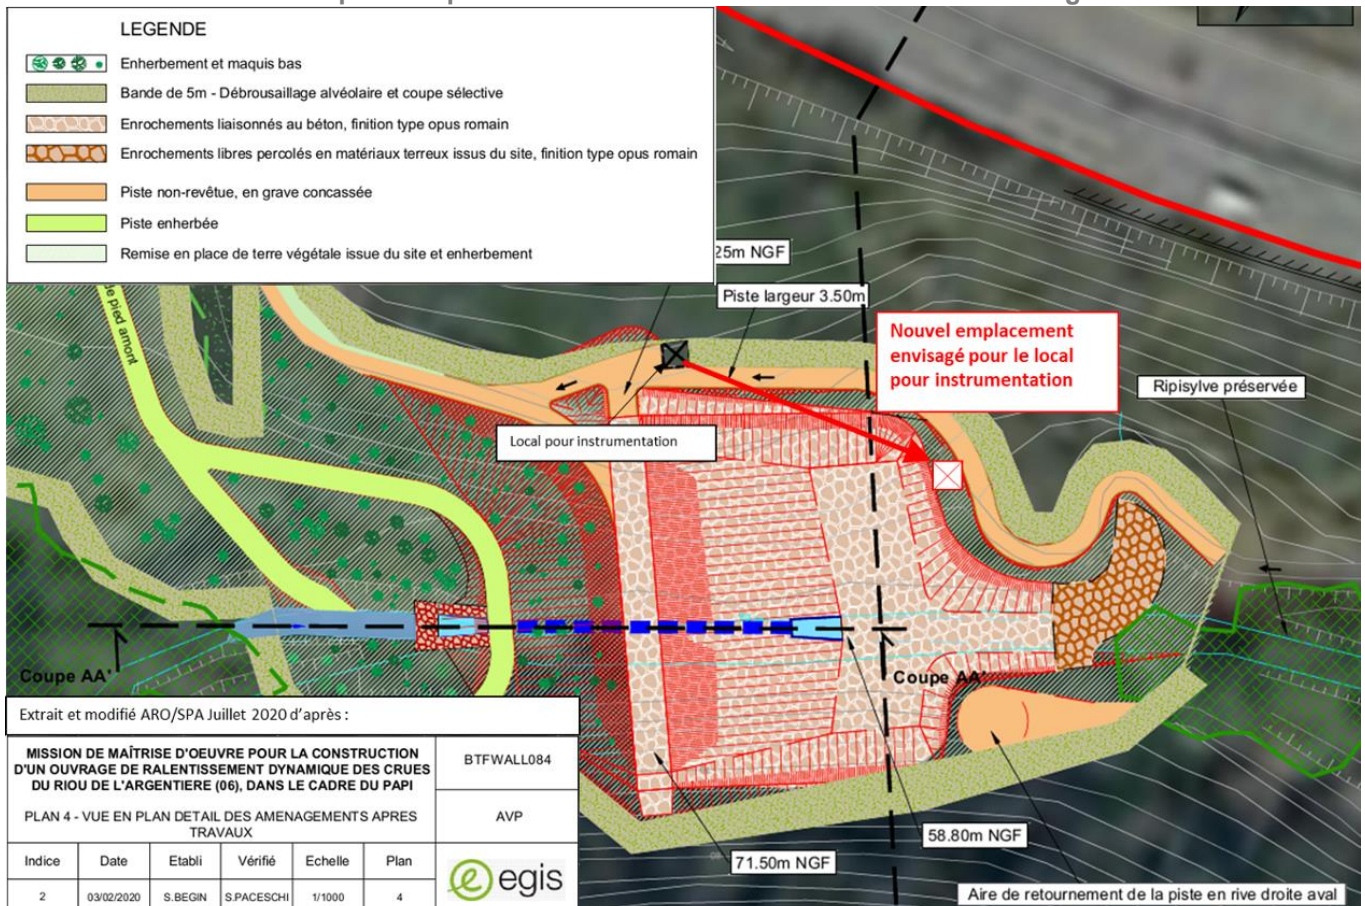 LEGENDE
Enherbement et maquis bas
Bande de 5m - Débrousaillage alvéolaire et coupe sélective
Enrochements liaisonnés au béton, finition type opus romain
Enrochements libres percolés en matériaux terreux issus du site, finition type opus romain
Piste non-revêtue, en grave concassée
Piste enherbée
Remise en place de terre végétale issue du site et enherbement
25m NGF
Piste largeur 3.50m
Nouvel emplacement
envisagé pour le local
pour instrumentation
Ripisylve préservée
de pied amont
Local pour instrumentation
Coupe AA'
Coupe AA'
58.80m NGF
71.50m NGF
Aire de retournement de la piste en rive droite aval
Extrait et modifié ARO/SPA Juillet 2020 d'après :
MISSION DE MAÎTRISE D'OEUVRE POUR LA CONSTRUCTION
D'UN OUVRAGE DE RALENTISSEMENT DYNAMIQUE DES CRUES
DU RIOU DE L'ARGENTIERE (06), DANS LE CADRE DU PAPI
BTFWALL084
PLAN 4 - VUE EN PLAN DETAIL DES AMENAGEMENTS APRES
TRAVAUX
AVP
Indice Date Etabli Vérifié Echelle Plan
2 03/02/2020 S.BEGIN S.PACESCHI 1/1000 4
egis